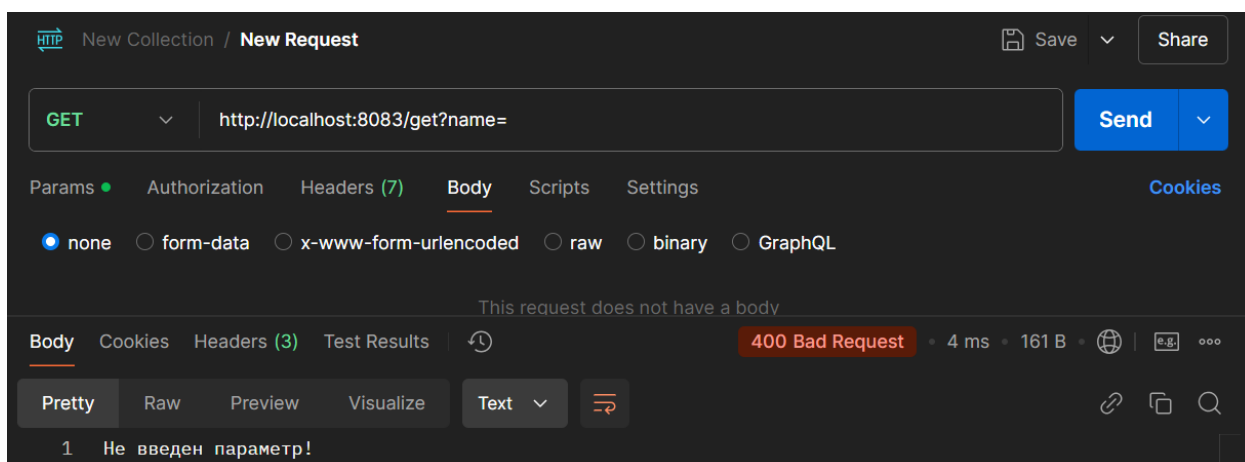 HTTP New Collection / New Request Save Share
GET http://localhost:8083/get?name= Send
Params Authorization Headers (7) Body Scripts Settings Cookies
none form-data x-www-form-urlencoded raw binary GraphQL
This request does not have a body
Body Cookies Headers (3) Test Results 400 Bad Request • 4 ms • 161 B • e.g.
Pretty Raw Preview Visualize Text
1 Не введен параметр!